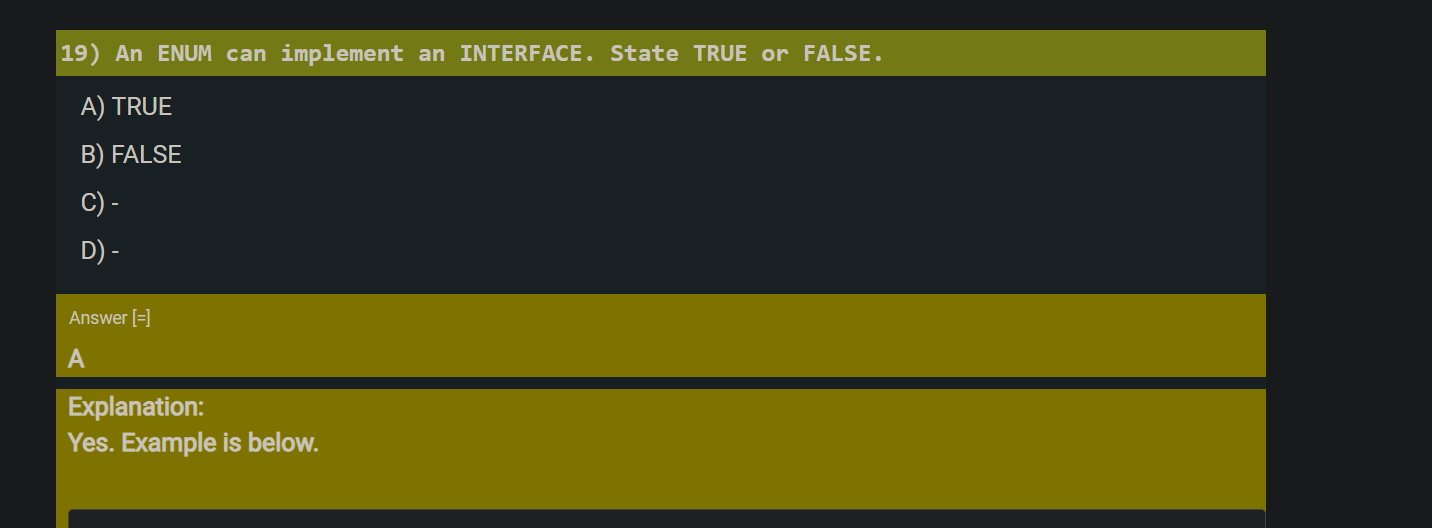 19) An ENUM can implement an INTERFACE. State TRUE or FALSE.
A) TRUE
B) FALSE
C) -
D) -
Answer [=]
A
Explanation:
Yes. Example is below.